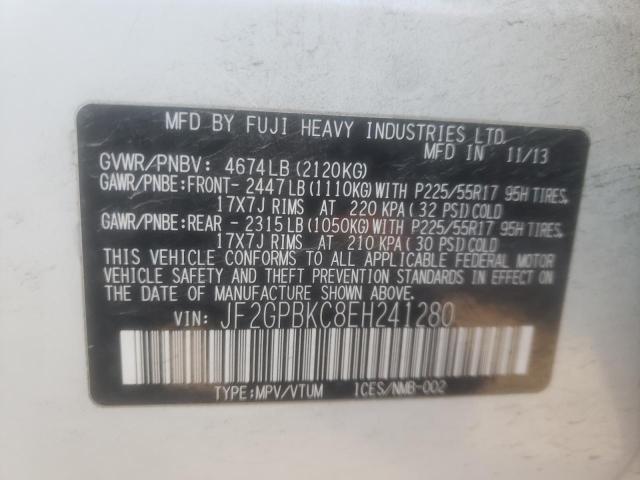 MFD BY FUJI HEAVY INDUSTRIES LTD.
MFD IN 11/13
GVWR/PNBV: 4674LB(2120KG)
GAWR/PNBE:FRONT- 2447LB(1110KG)WITH P225/55R17 95H TIRES,
17X7J RIMS AT 220 KPA(32 PSI)COLD
GAWR/PNBE:REAR - 2315LB(1050KG)WITH P225/55R17 95H TIRES,
17X7J RIMS AT 210 KPA(30 PSI)COLD
THIS VEHICLE CONFORMS TO ALL APPLICABLE FEDERAL MOTOR
VEHICLE SAFETY AND THEFT PREVENTION STANDARDS IN EFFECT ON
THE DATE OF MANUFACTURE SHOWN ABOVE.
VIN: JF2GPBKC8EH241280
TYPE:MPV/VTUM ICES/NMB-002